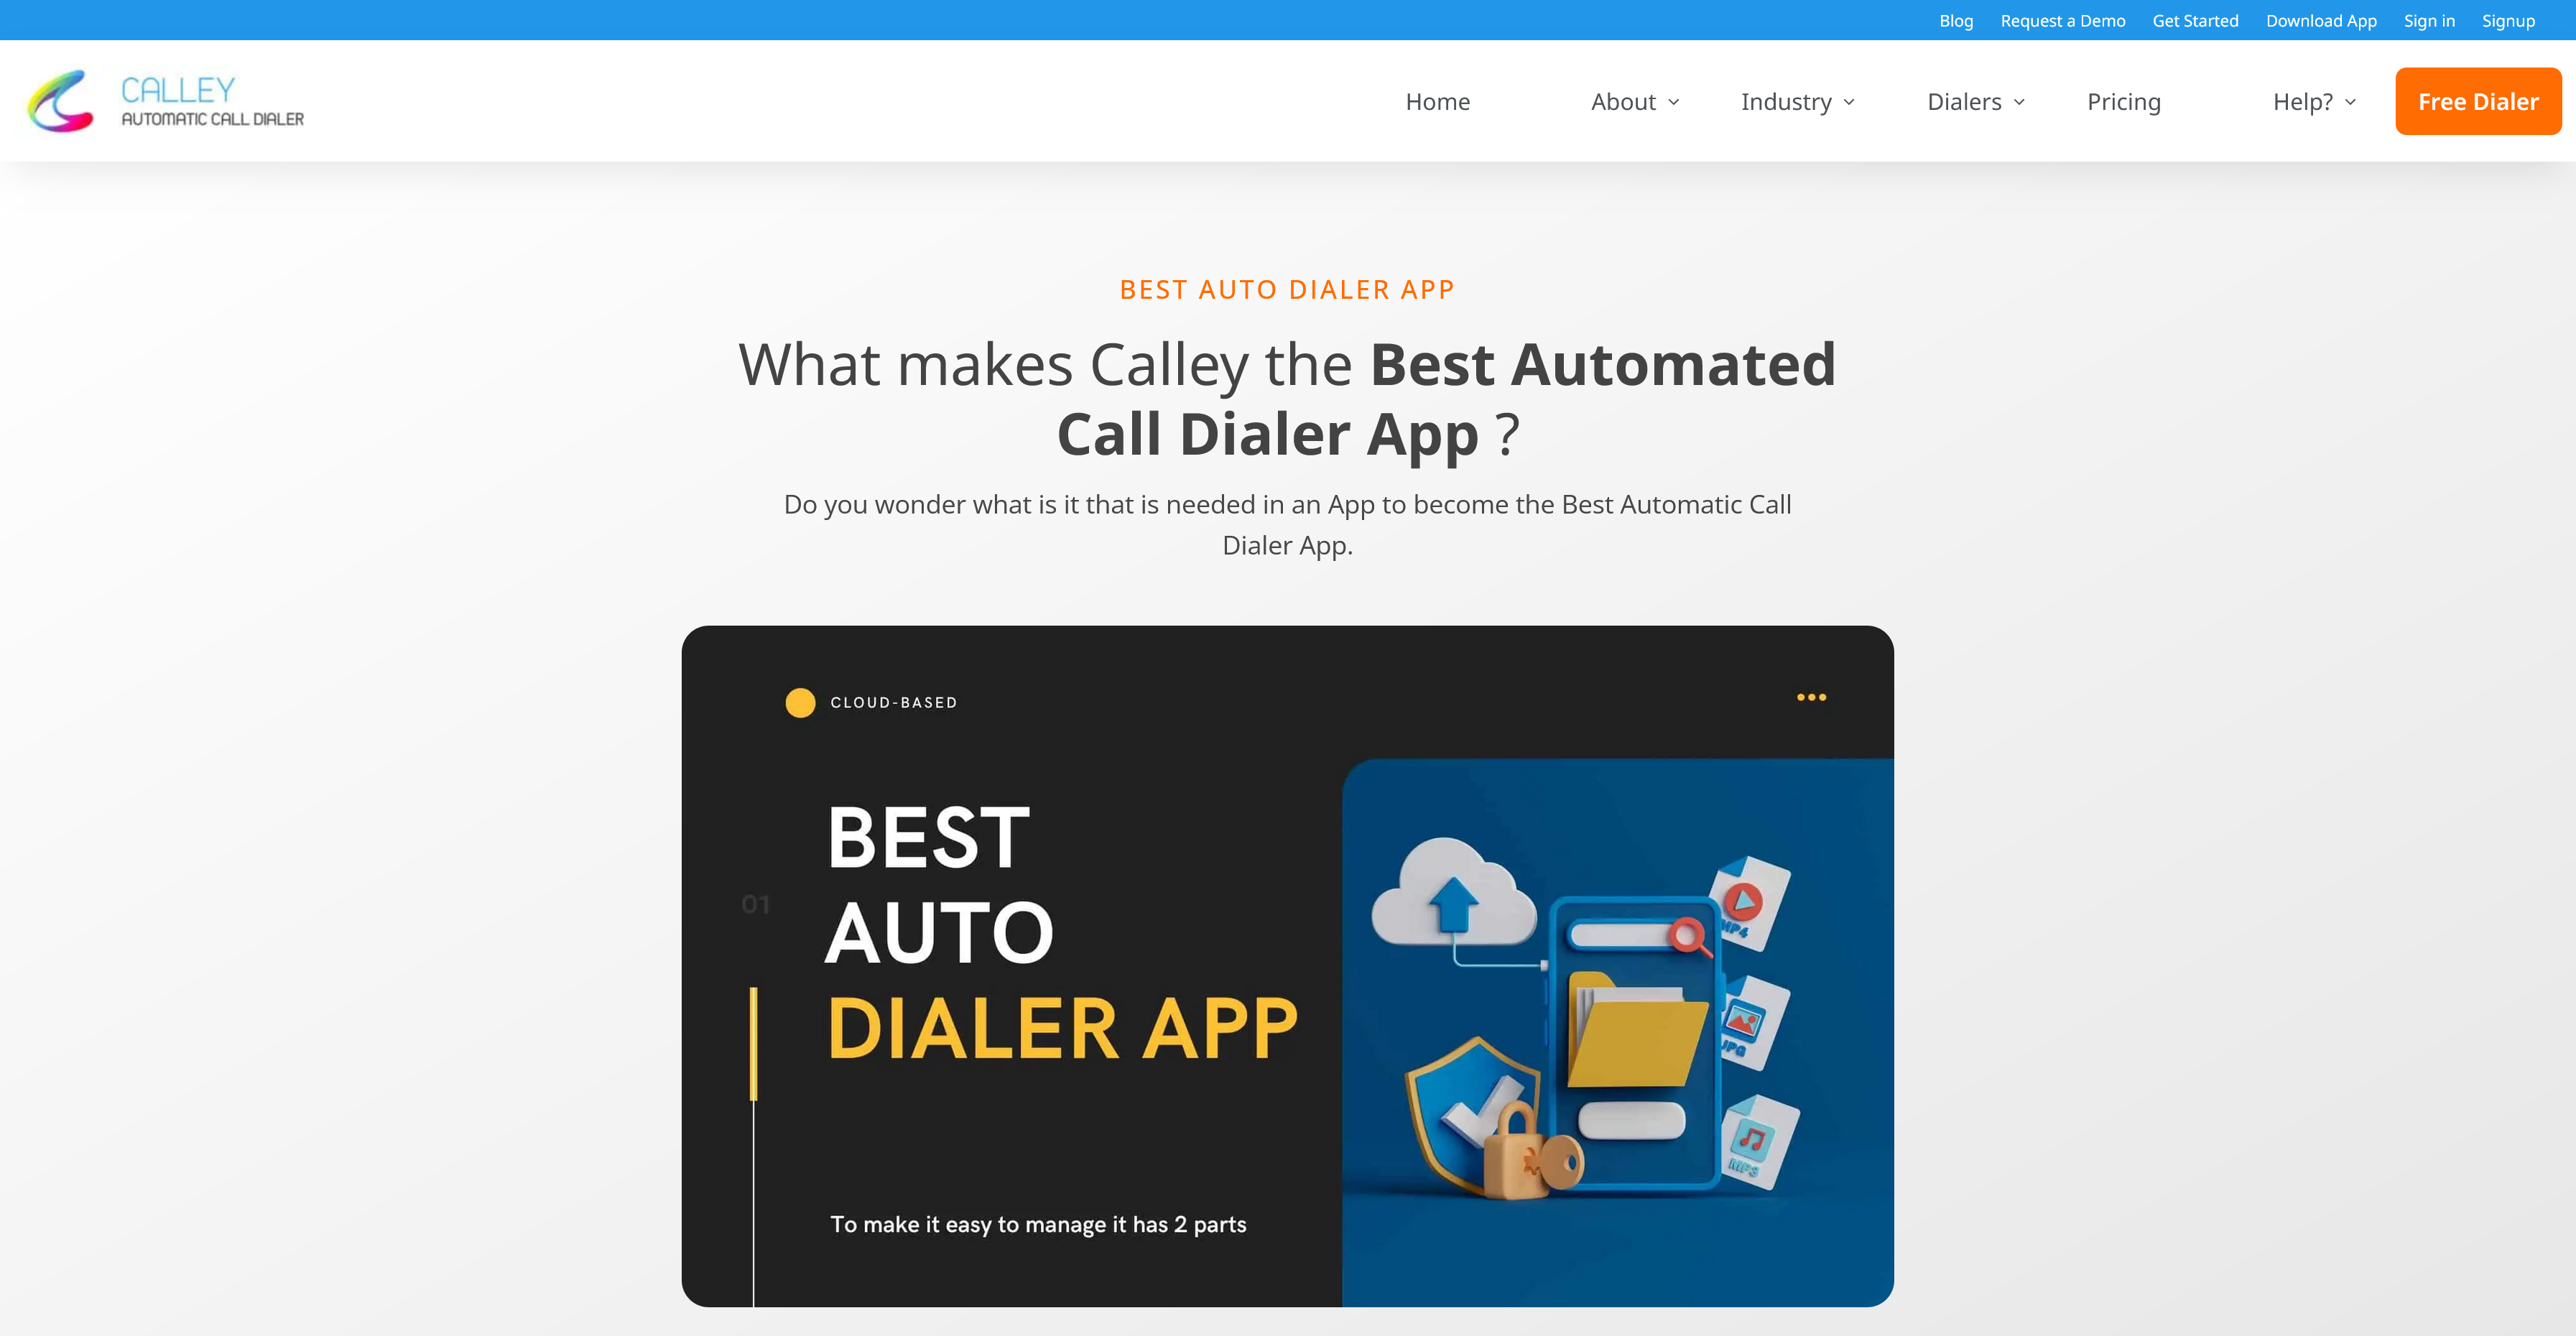 Blog Request a Demo Get Started Download App Sign in Signup
CALLEY
AUTOMATIC CALL DIALER
Home About Industry Dialers Pricing Help? Free Dialer
BEST AUTO DIALER APP
What makes Calley the Best Automated
Call Dialer App ?
Do you wonder what is it that is needed in an App to become the Best Automatic Call
Dialer App.
CLOUD-BASED
BEST
01
AUTO
DIALER APP
To make it easy to manage it has 2 parts
MP4
JPG
MP3